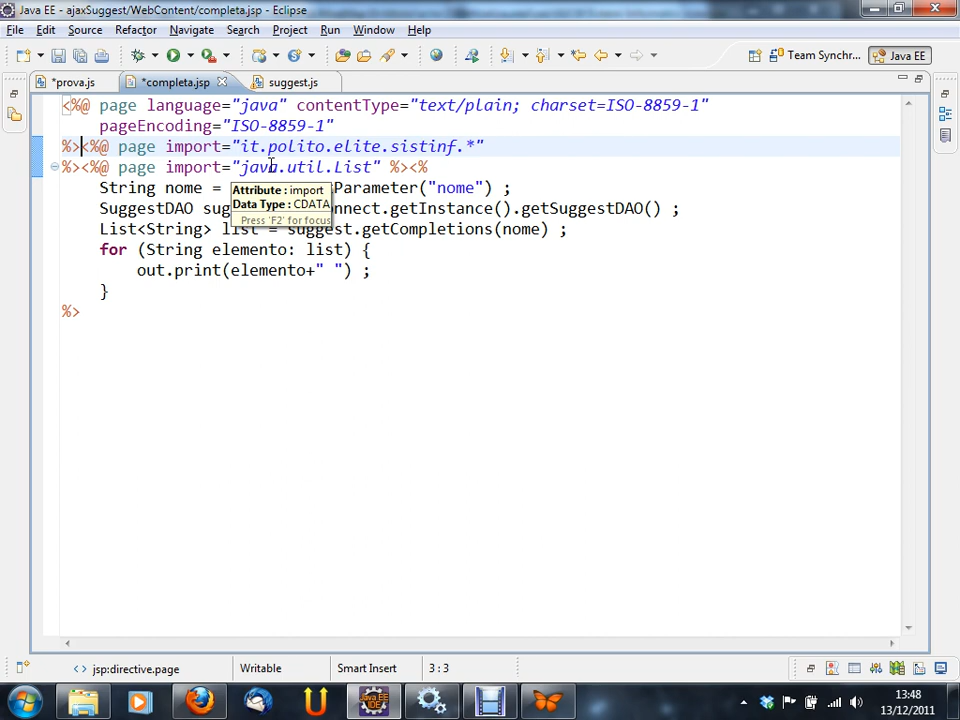 Java EE - ajaxSuggest/WebContent/completa.jsp - Eclipse
File Edit Source Refactor Navigate Search Project Run Window Help
Team Synchr... Java EE
*prova.js *completa.jsp suggest.js
<%@ page language="java" contentType="text/plain; charset=ISO-8859-1"
pageEncoding="ISO-8859-1"
%><%@ page import="it.polito.elite.sistinf.*"
%><%@ page import="java.util.List" %><%
String nome = Parameter("nome") ;
Attribute : import
SuggestDAO sug onnect.getInstance().getSuggestDAO() ;
Data Type : CDATA
Press 'F2' for focus
List<String> list = suggest.getCompletions(nome) ;
for (String elemento: list) {
out.print(elemento+" ") ;
}
%>
<> jsp:directive.page Writable Smart Insert 3 : 3
Java EE IDE
13:48
13/12/2011